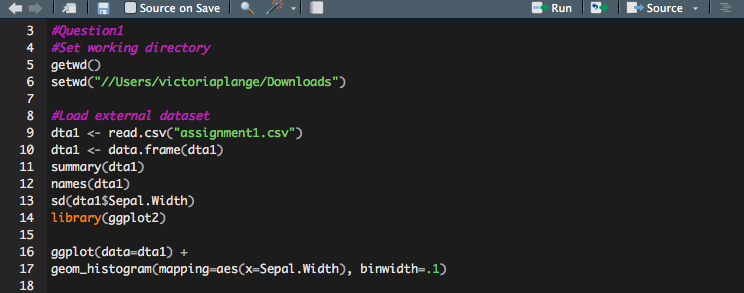 Source on Save Run Source
3 #Question1
4 #Set working directory
5 getwd()
6 setwd("//Users/victoriaplange/Downloads")
7
8 #Load external dataset
9 dta1 <- read.csv("assignment1.csv")
10 dta1 <- data.frame(dta1)
11 summary(dta1)
12 names(dta1)
13 sd(dta1$Sepal.Width)
14 library(ggplot2)
15
16 ggplot(data=dta1) +
17 geom_histogram(mapping=aes(x=Sepal.Width), binwidth=.1)
18